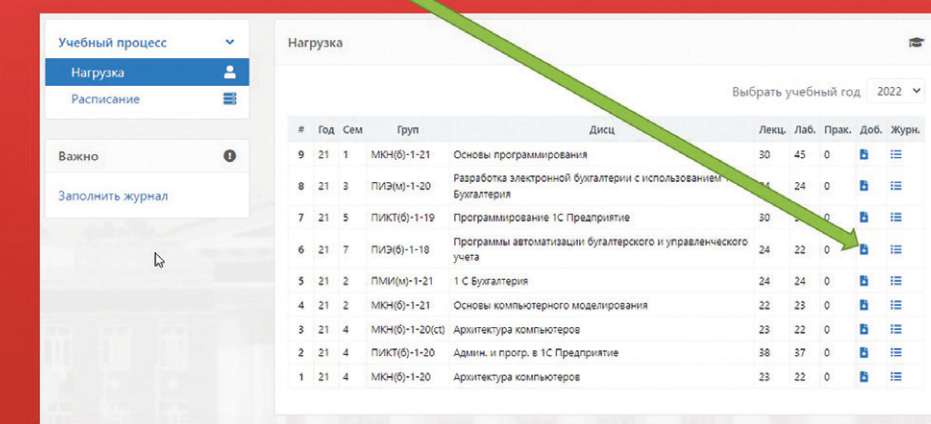 Учебный процесс
Нагрузка
Расписание
Важно
Заполнить журнал
Нагрузка
Выбрать учебный год 2022
# Год Сем Груп Дисц Лекц. Лаб. Прак. Доб. Журн.
9 21 1 МКН(б)-1-21 Основы программирования 30 45 0
8 21 3 ПИЭ(м)-1-20 Разработка электронной бухгалтерии с использованием
Бухгалтерия 24 0
7 21 5 ПИКТ(б)-1-19 Программирование 1С Предприятие 30 0
6 21 7 ПИЭ(б)-1-18 Программы автоматизации бугалтерского и управленческого
учета 24 22 0
5 21 2 ПМИ(м)-1-21 1 С Бухгалтерия 24 24 0
4 21 2 МКН(б)-1-21 Основы компьютерного моделирования 22 23 0
3 21 4 МКН(б)-1-20(ct) Архитектура компьютеров 23 22 0
2 21 4 ПИКТ(б)-1-20 Админ. и прогр. в 1С Предприятие 38 37 0
1 21 4 МКН(б)-1-20 Архитектура компьютеров 23 22 0